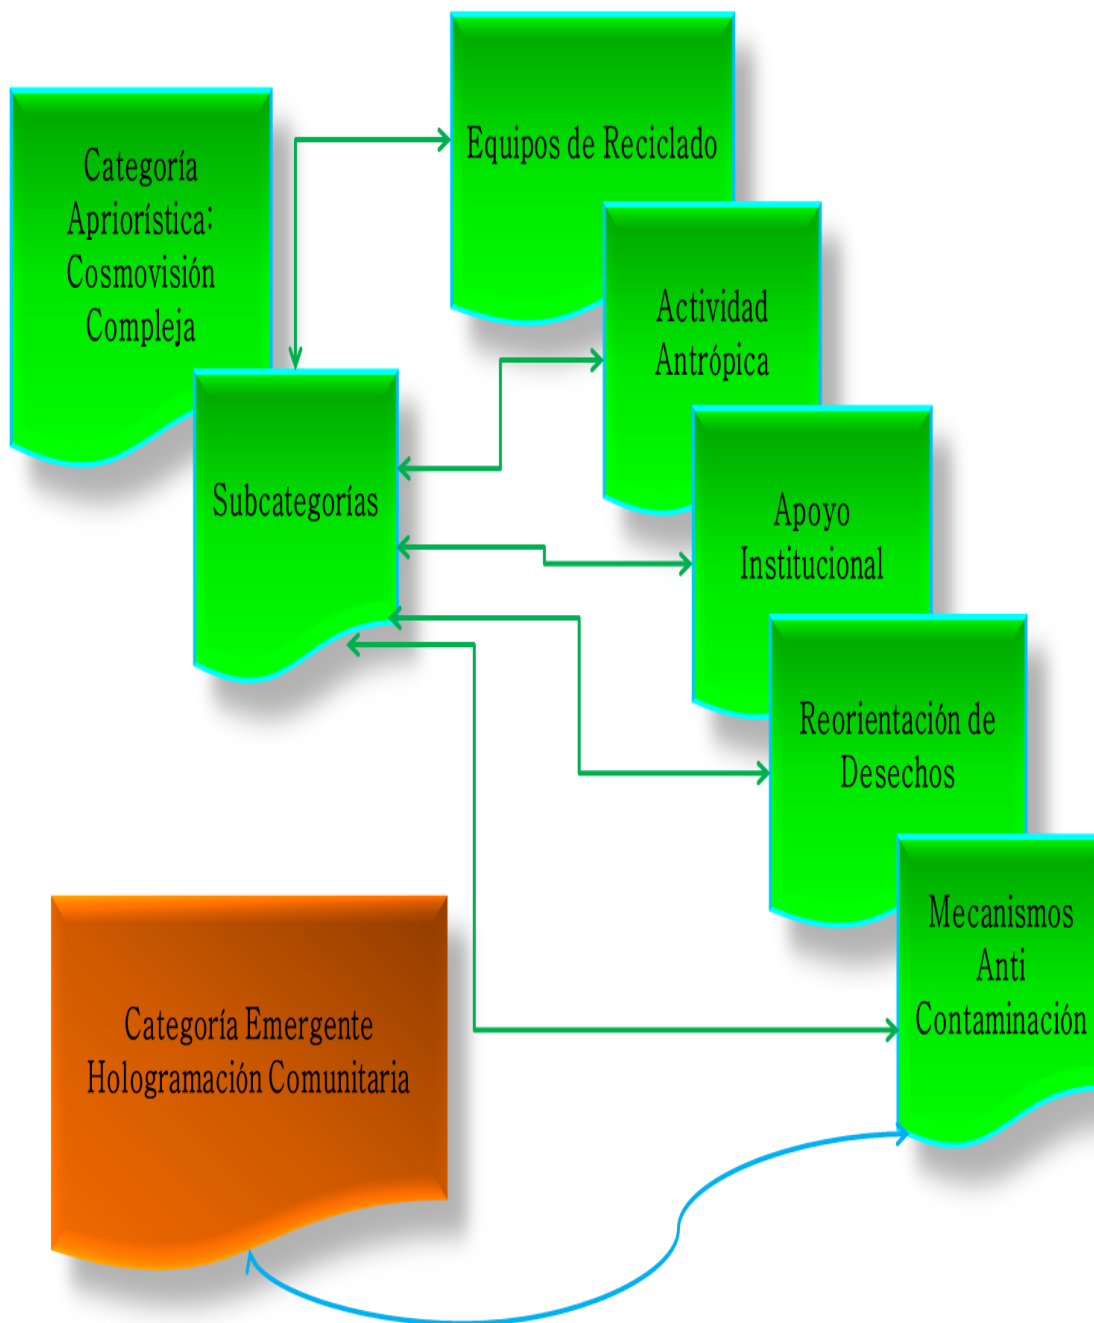 Categoría
Apriorística:
Cosmovisión
Compleja
Subcategorías
Equipos de Reciclado
Actividad
Antrópica
Apoyo
Institucional
Reorientación de
Desechos
Mecanismos
Anti
Contaminación
Categoría Emergente
Hologramación Comunitaria